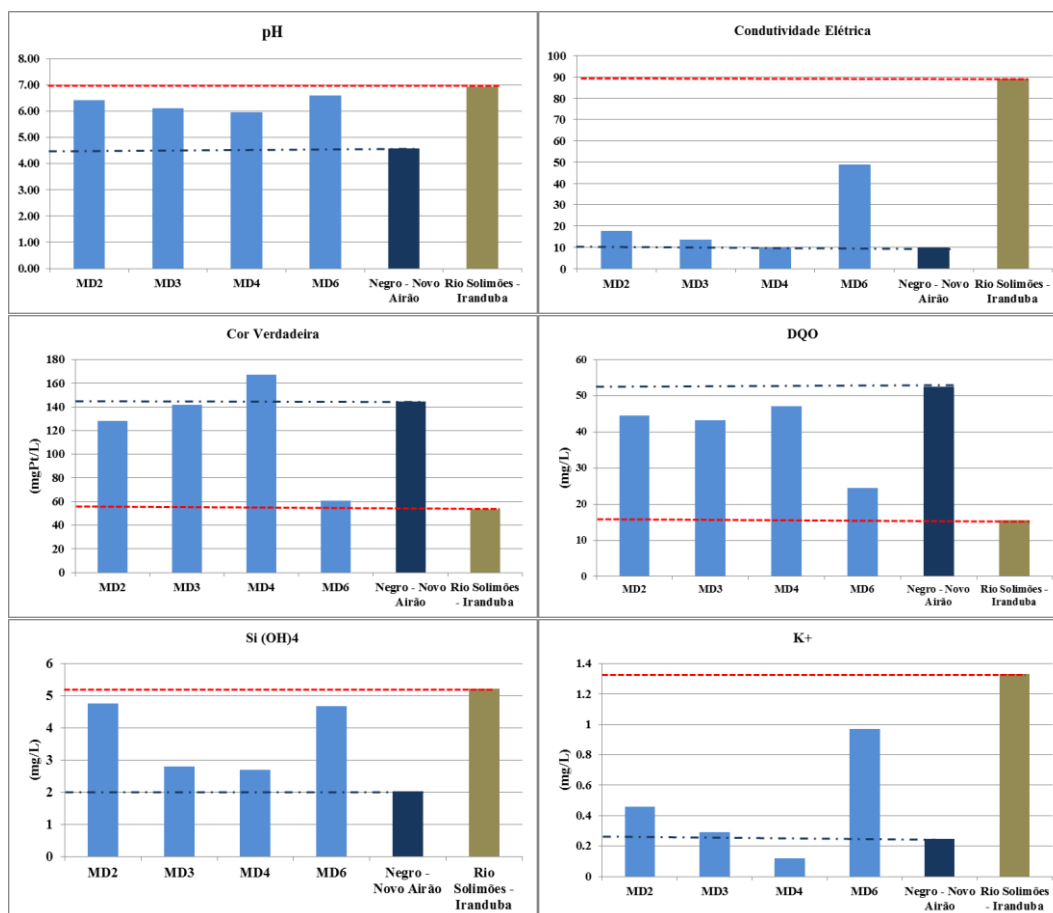 pH
8.00
7.00
6.00
5.00
4.00
3.00
2.00
1.00
0.00
MD2 MD3 MD4 MD6 Negro - Novo Rio Solimões -
Airão Iranduba
Condutividade Elétrica
100
90
80
70
60
50
40
30
20
10
0
MD2 MD3 MD4 MD6 Negro - Novo Rio Solimões -
Airão Iranduba
Cor Verdadeira
(mgPt/L)
180
160
140
120
100
80
60
40
20
0
MD2 MD3 MD4 MD6 Negro - Novo Rio Solimões
Airão - Iranduba
DQO
(mg/L)
60
50
40
30
20
10
0
MD2 MD3 MD4 MD6 Negro - Novo Rio Solimões
Airão - Iranduba
Si (OH)4
(mg/L)
6
5
4
3
2
1
0
MD2 MD3 MD4 MD6 Negro - Rio
Novo Airão Solimões -
Iranduba
K+
(mg/L)
1.4
1.2
1
0.8
0.6
0.4
0.2
0
MD2 MD3 MD4 MD6 Negro - Novo Rio Solimões
Airão - Iranduba